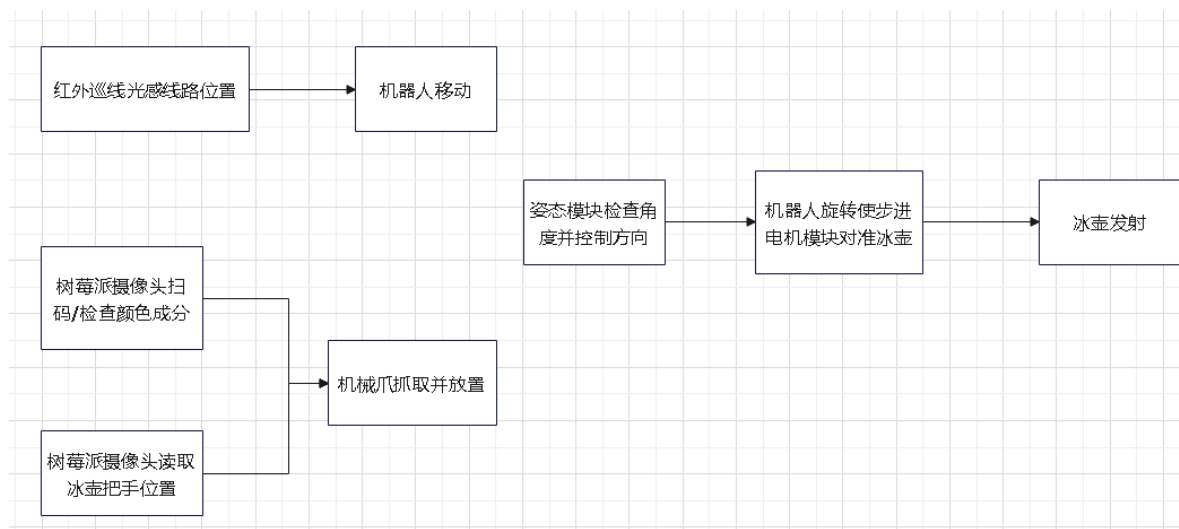 红外巡线光感线路位置
机器人移动
姿态模块检查角
度并控制方向
机器人旋转使步进
电机模块对准冰壶
冰壶发射
树莓派摄像头扫
码/检查颜色成分
机械爪抓取并放置
树莓派摄像头读取
冰壶把手位置